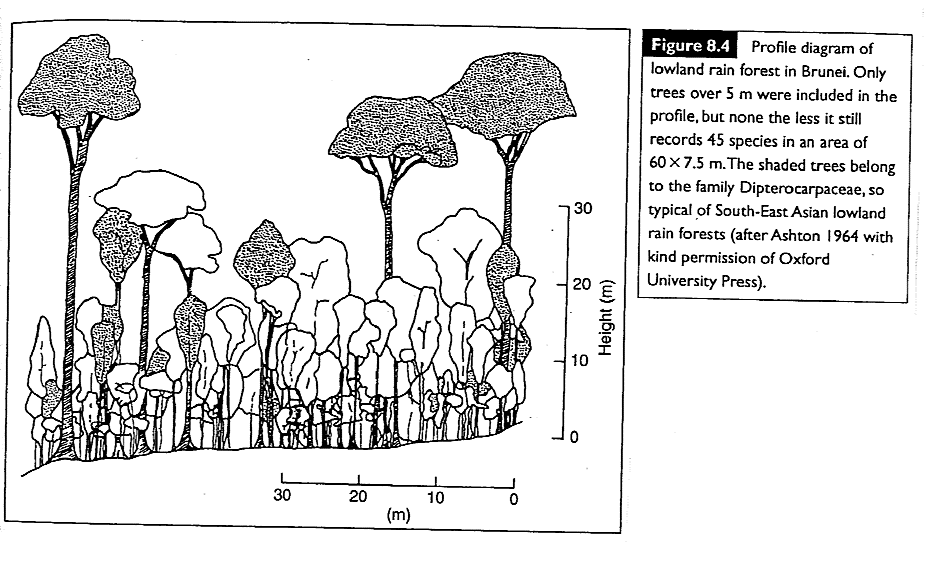 Figure 8.4 Profile diagram of
lowland rain forest in Brunei. Only
trees over 5 m were included in the
profile, but none the less it still
records 45 species in an area of
60 × 7.5 m. The shaded trees belong
to the family Dipterocarpaceae, so
typical of South-East Asian lowland
rain forests (after Ashton 1964 with
kind permission of Oxford
University Press).
30
20
10
0
Height (m)
30 20 10 0
(m)